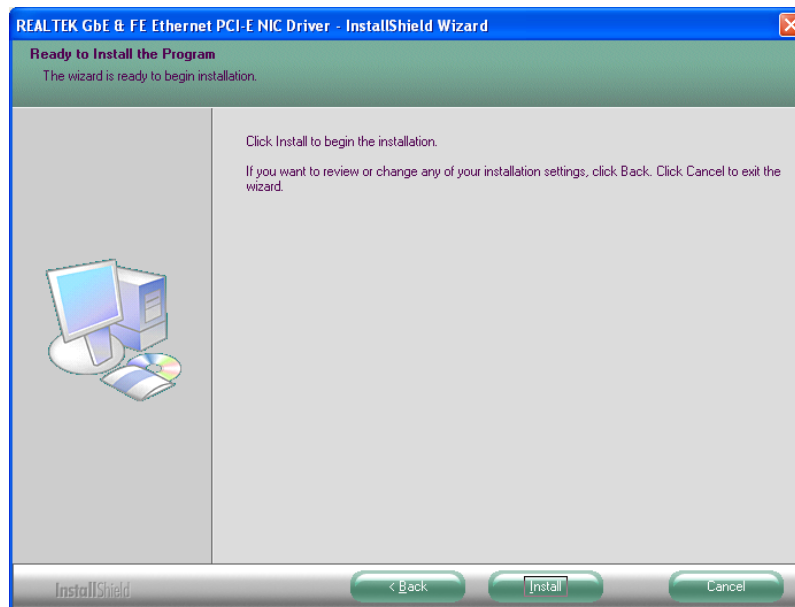 REALTEK GbE & FE Ethernet PCI-E NIC Driver - InstallShield Wizard
Ready to Install the Program
The wizard is ready to begin installation.
Click Install to begin the installation.
If you want to review or change any of your installation settings, click Back. Click Cancel to exit the
wizard.
InstallShield
< Back
Install
Cancel